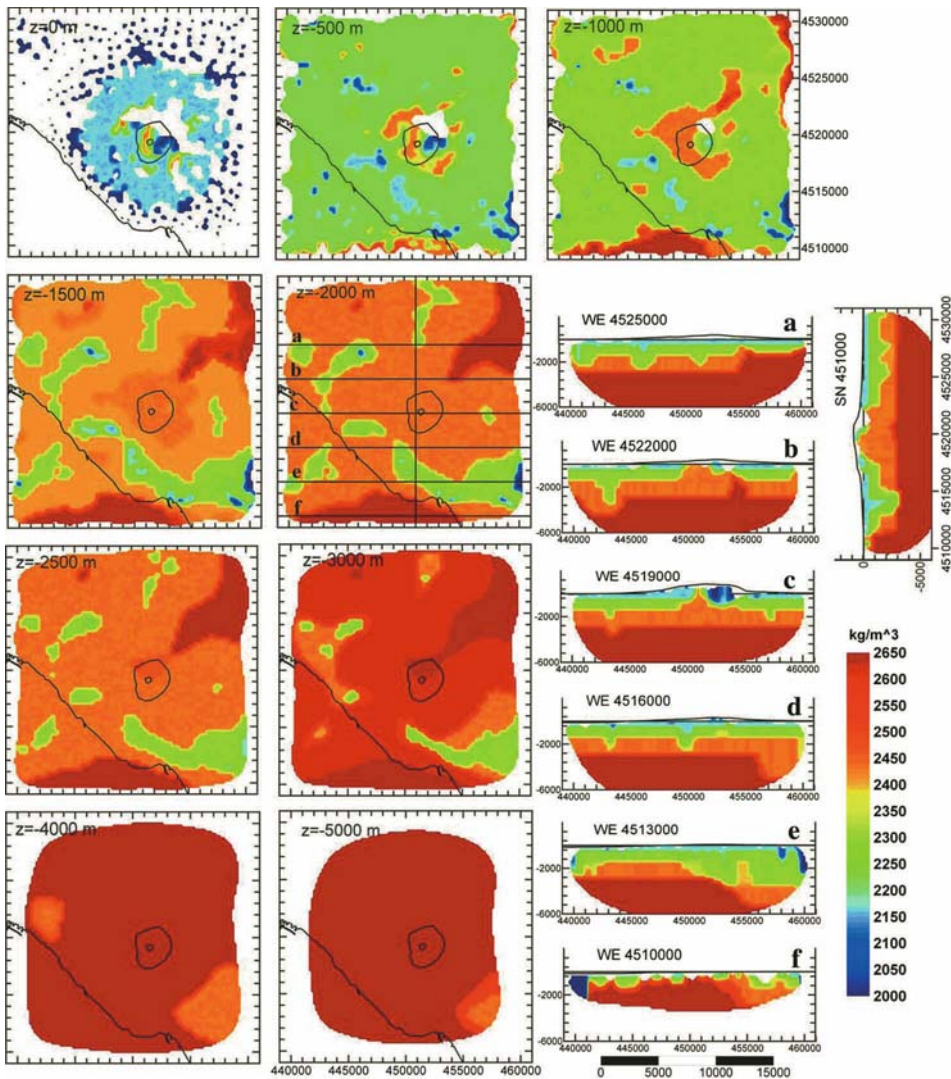 z=0 m
z=-500 m
z=-1000 m
4530000
4525000
4520000
4515000
4510000
z=-1500 m
z=-2000 m
a
b
c
d
e
f
WE 4525000
a
-2000
-6000
440000 445000 450000 455000 460000
WE 4522000
b
-2000
-6000
440000 445000 450000 455000 460000
SN 451000
4530000
4525000
4520000
4515000
4510000
0
-5000
z=-2500 m
z=-3000 m
WE 4519000
c
-2000
-6000
440000 445000 450000 455000 460000
WE 4516000
d
-2000
-6000
440000 445000 450000 455000 460000
kg/m^3
2650
2600
2550
2500
2450
2400
2350
2300
2250
2200
2150
2100
2050
2000
z=-4000 m
z=-5000 m
440000 445000 450000 455000 460000
WE 4513000
e
-2000
-6000
440000 445000 450000 455000 460000
WE 4510000
f
-2000
-6000
440000 445000 450000 455000 460000
0 5000 10000 15000